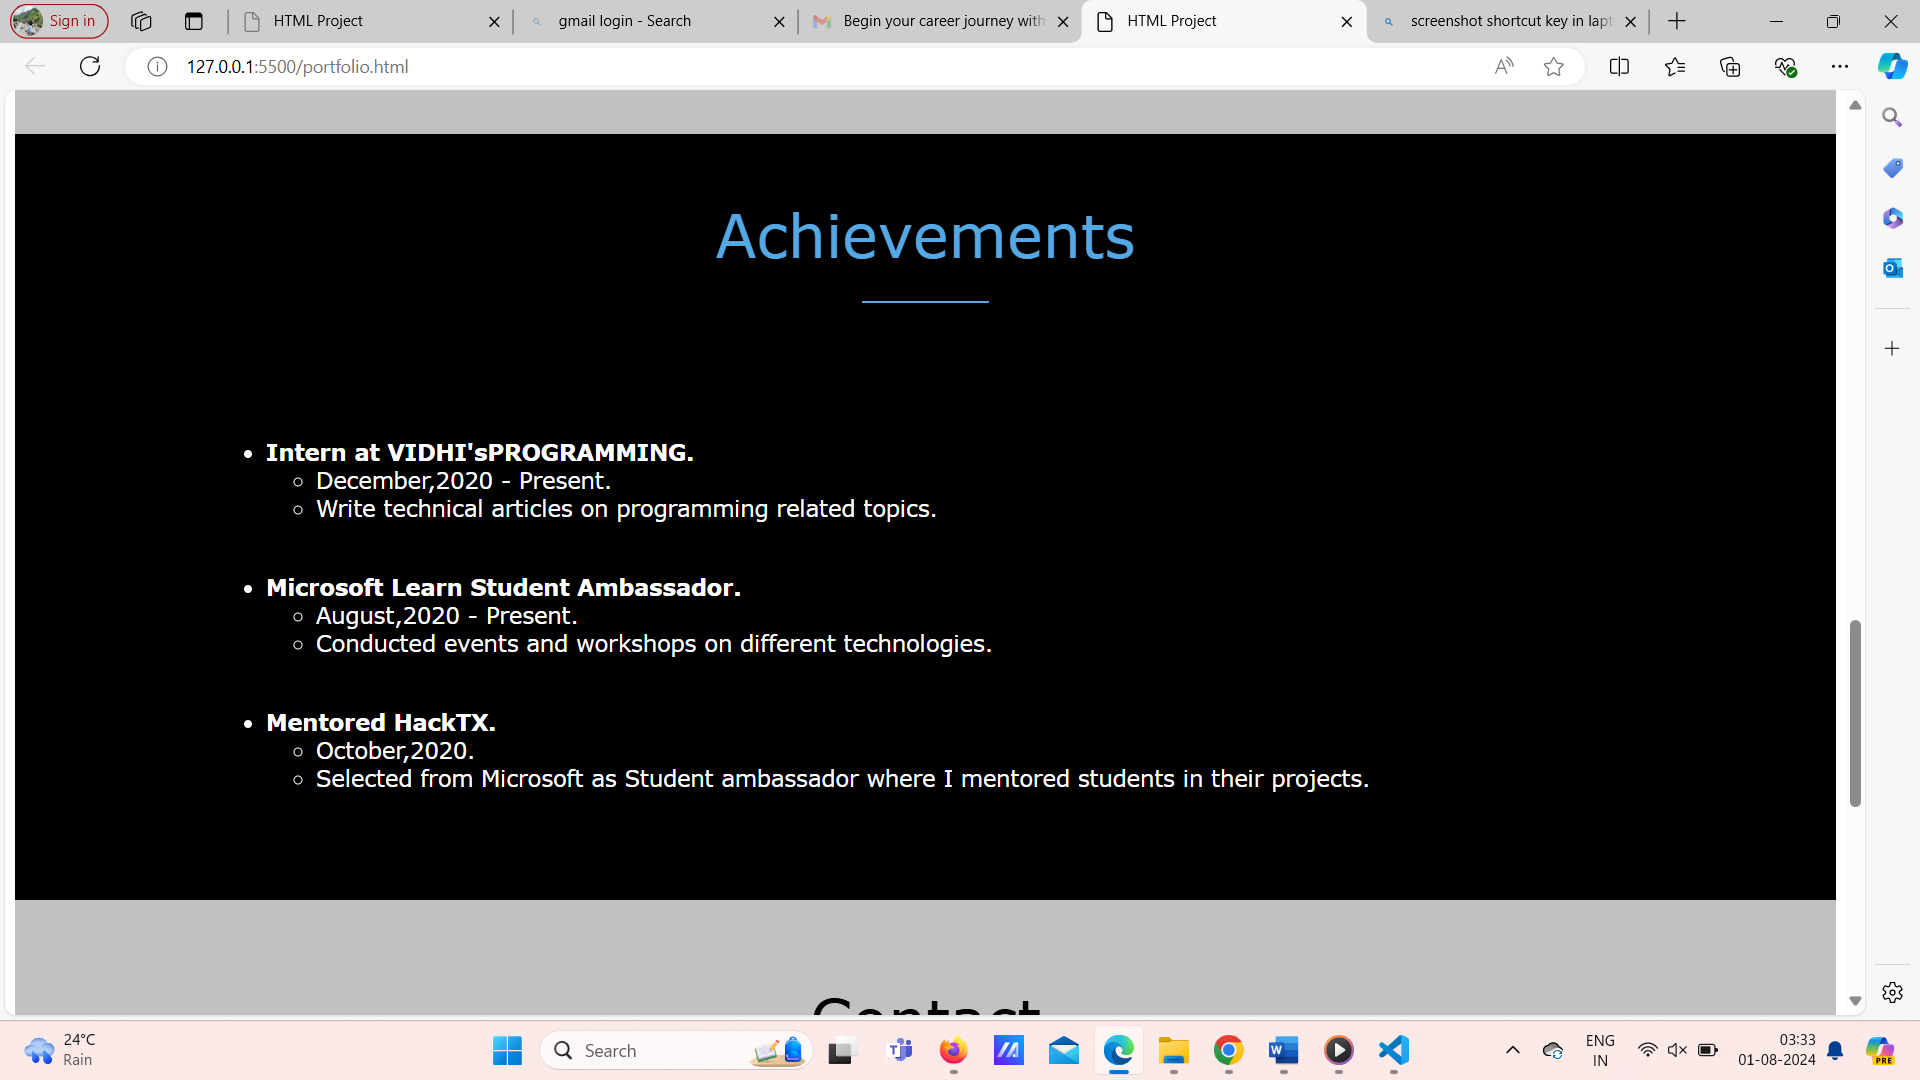 Sign in
HTML Project
gmail login - Search
Begin your career journey with
HTML Project
screenshot shortcut key in lapt
127.0.0.1:5500/portfolio.html
Achievements
Intern at VIDHI'sPROGRAMMING.
December,2020 - Present.
Write technical articles on programming related topics.
Microsoft Learn Student Ambassador.
August,2020 - Present.
Conducted events and workshops on different technologies.
Mentored HackTX.
October,2020.
Selected from Microsoft as Student ambassador where I mentored students in their projects.
Contact
24°C
Rain
Search
ENG
IN
03:33
01-08-2024
PRE